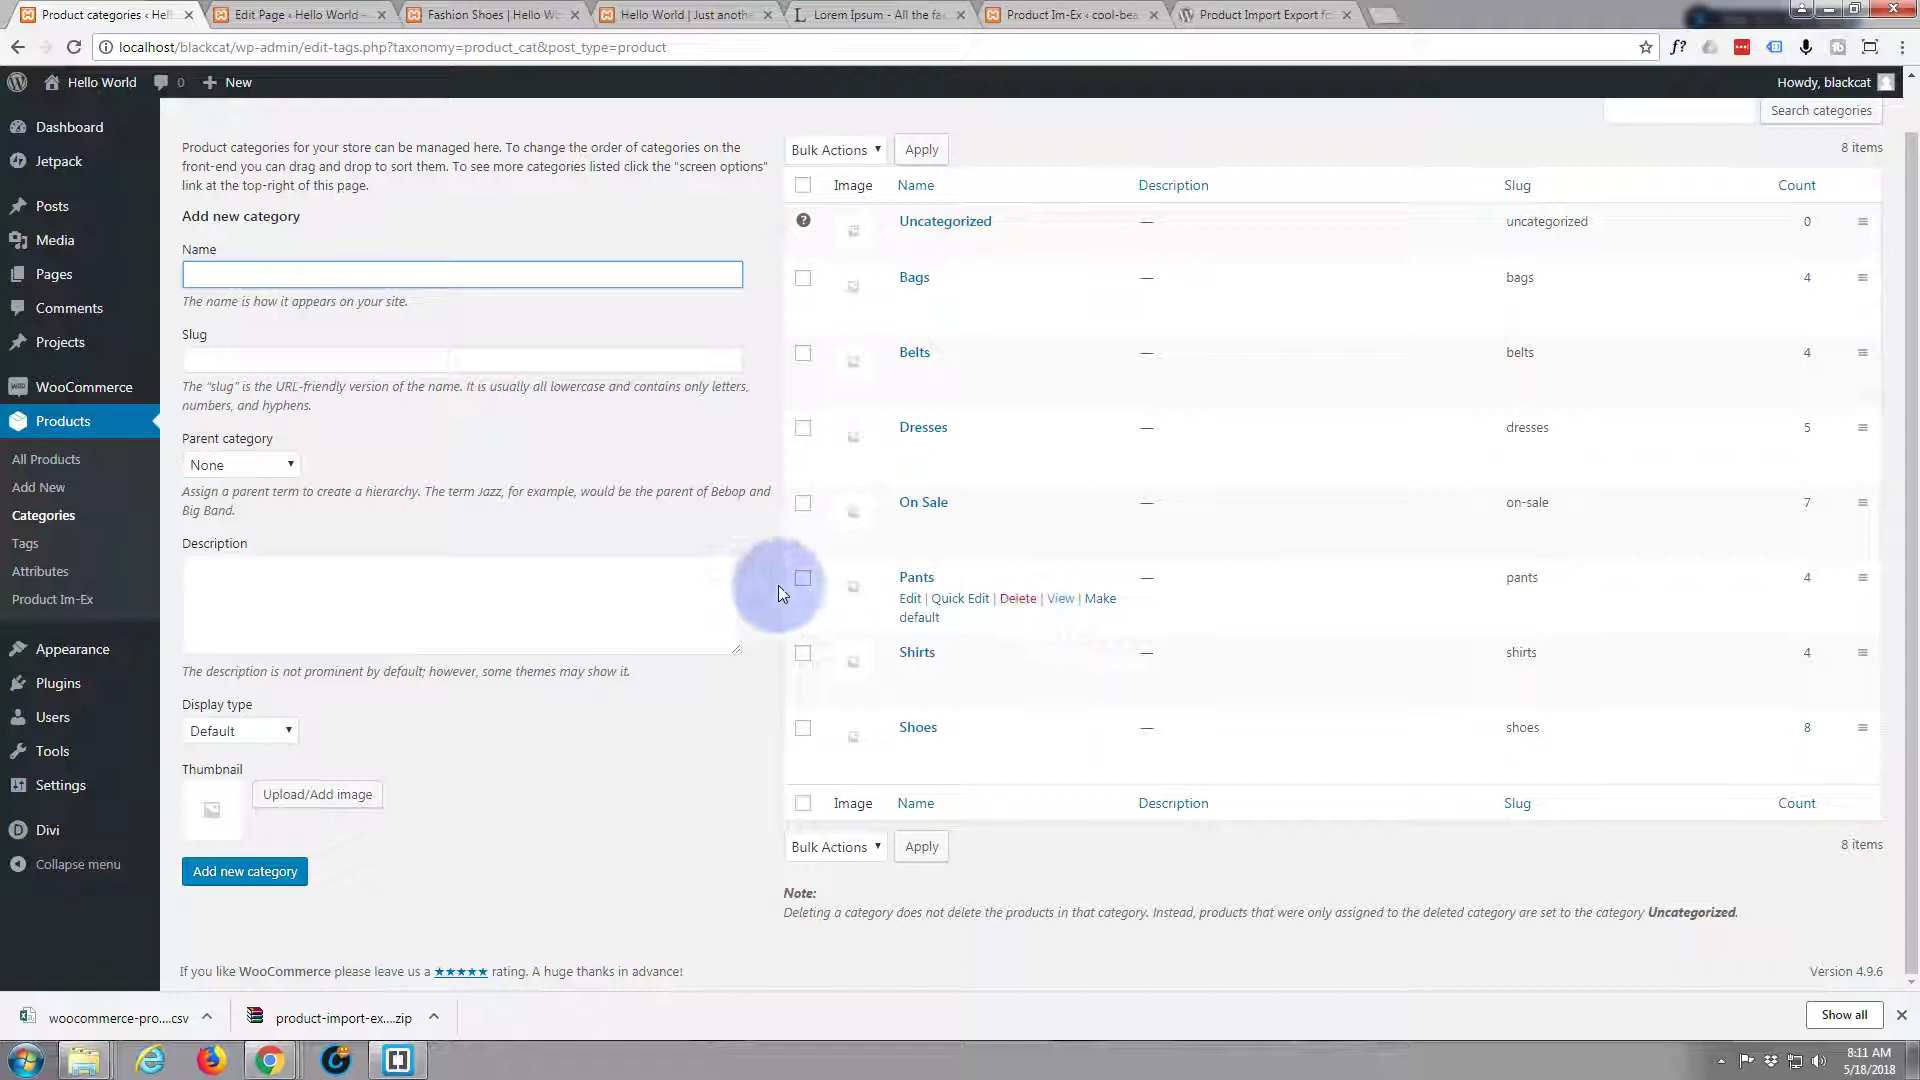 Product categories ‹ Hel
Edit Page ‹ Hello World –
Fashion Shoes | Hello Wo
Hello World | Just anoth
Lorem Ipsum - All the fa
Product Im-Ex ‹ cool-bea
Product Import Export fo
localhost/blackcat/wp-admin/edit-tags.php?taxonomy=product_cat&post_type=product
f?
Hello World
0
New
Howdy, blackcat
Dashboard
Jetpack
Posts
Media
Pages
Comments
Projects
WooCommerce
Products
All Products
Add New
Categories
Tags
Attributes
Product Im-Ex
Appearance
Plugins
Users
Tools
Settings
Divi
Collapse menu
Search categories
Product categories for your store can be managed here. To change the order of categories on the
front-end you can drag and drop to sort them. To see more categories listed click the "screen options"
link at the top-right of this page.
Add new category
Name
The name is how it appears on your site.
Slug
The “slug” is the URL-friendly version of the name. It is usually all lowercase and contains only letters,
numbers, and hyphens.
Parent category
None
Assign a parent term to create a hierarchy. The term Jazz, for example, would be the parent of Bebop and
Big Band.
Description
The description is not prominent by default; however, some themes may show it.
Display type
Default
Thumbnail
Upload/Add image
Add new category
Bulk Actions
Apply
8 items
Image Name Description Slug Count
? Uncategorized — uncategorized 0
Bags — bags 4
Belts — belts 4
Dresses — dresses 5
On Sale — on-sale 7
Pants — pants 4
Edit | Quick Edit | Delete | View | Make
default
Shirts — shirts 4
Shoes — shoes 8
Image Name Description Slug Count
Bulk Actions
Apply
8 items
Note:
Deleting a category does not delete the products in that category. Instead, products that were only assigned to the deleted category are set to the category Uncategorized.
If you like WooCommerce please leave us a ★★★★★ rating. A huge thanks in advance!
Version 4.9.6
woocommerce-pro....csv
product-import-ex....zip
Show all
8:11 AM
5/18/2018